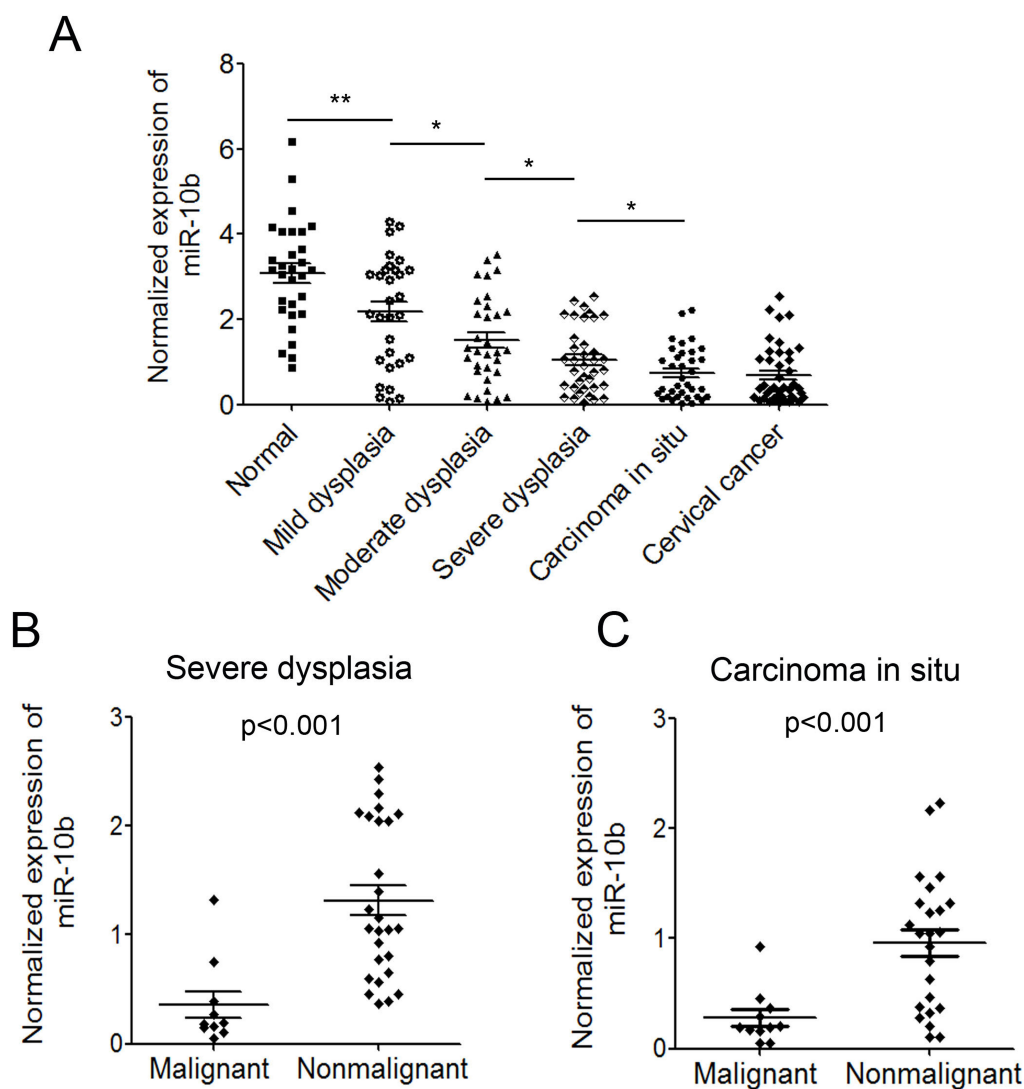 A
Normalized expression of
miR-10b
8
6
4
2
0
**
*
*
*
Normal
Mild dysplasia
Moderate dysplasia
Severe dysplasia
Carcinoma in situ
Cervical cancer
B
Severe dysplasia
p<0.001
Normalized expression of
miR-10b
3
2
1
0
Malignant
Nonmalignant
C
Carcinoma in situ
p<0.001
Normalized expression of
miR-10b
3
2
1
0
Malignant
Nonmalignant